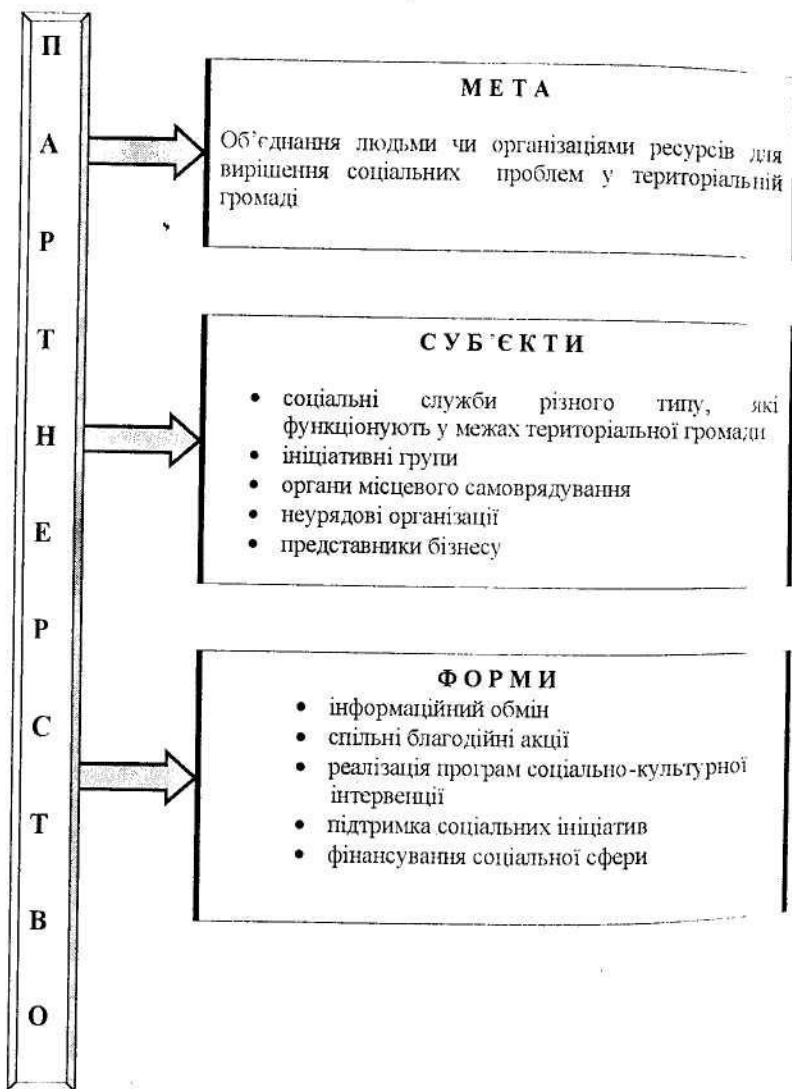 ПАРТНЕРСТВО
МЕТА
Об’єднання людьми чи організаціями ресурсів для
вирішення соціальних проблем у територіальній
громаді
СУБ’ЄКТИ
• соціальні служби різного типу, які
функціонують у межах територіальної громади
• ініціативні групи
• органи місцевого самоврядування
• неурядові організації
• представники бізнесу
ФОРМИ
• інформаційний обмін
• спільні благодійні акції
• реалізація програм соціально-культурної
інтервенції
• підтримка соціальних ініціатив
• фінансування соціальної сфери